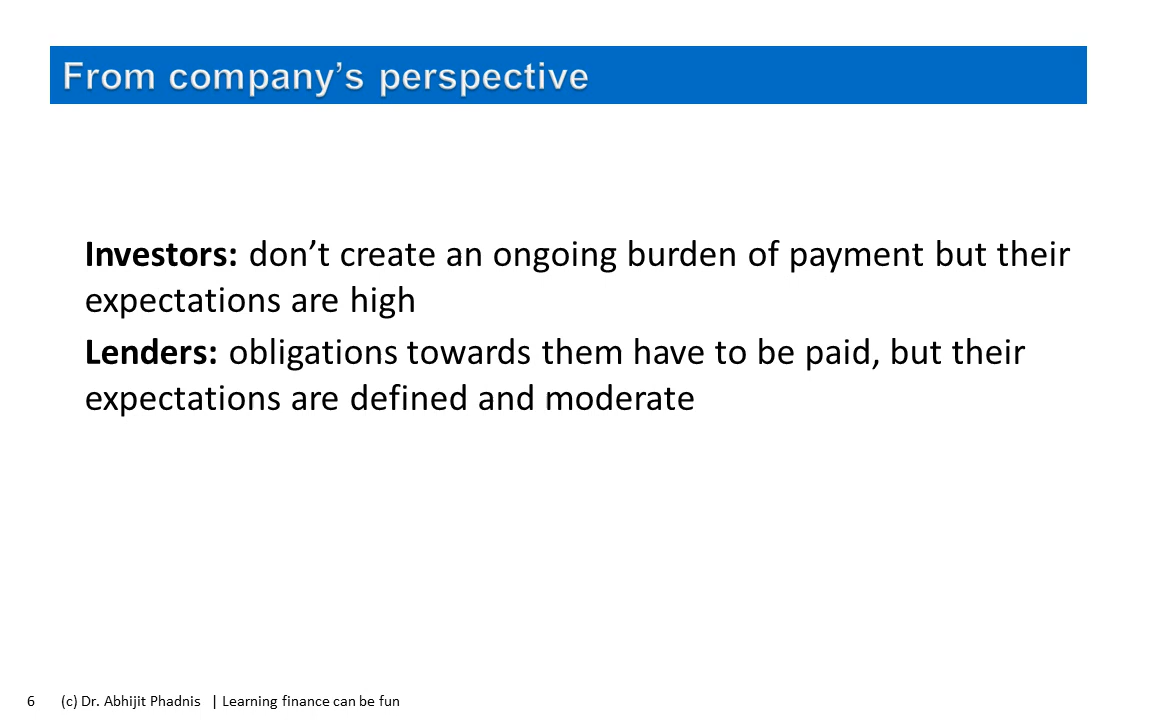 From company’s perspective
Investors: don’t create an ongoing burden of payment but their
expectations are high
Lenders: obligations towards them have to be paid, but their
expectations are defined and moderate
6 (c) Dr. Abhijit Phadnis | Learning finance can be fun